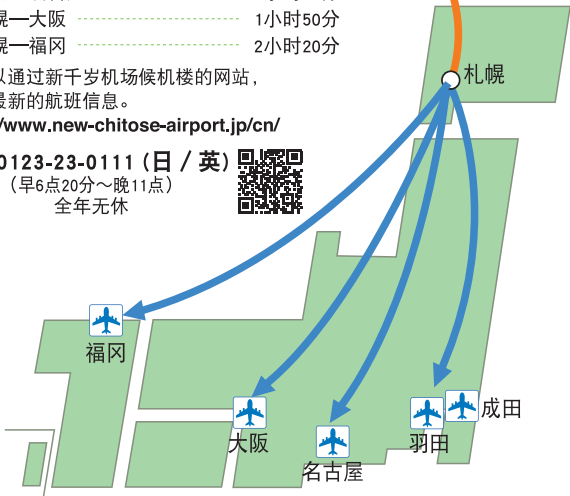 幌—大阪 1小时50分
幌—福冈 2小时20分
以通过新千岁机场候机楼的网站，
最新的航班信息。
/www.new-chitose-airport.jp/cn/
0123-23-0111 (日 / 英)
（早6点20分～晚11点）
全年无休
札幌
福冈
大阪
名古屋
羽田
成田